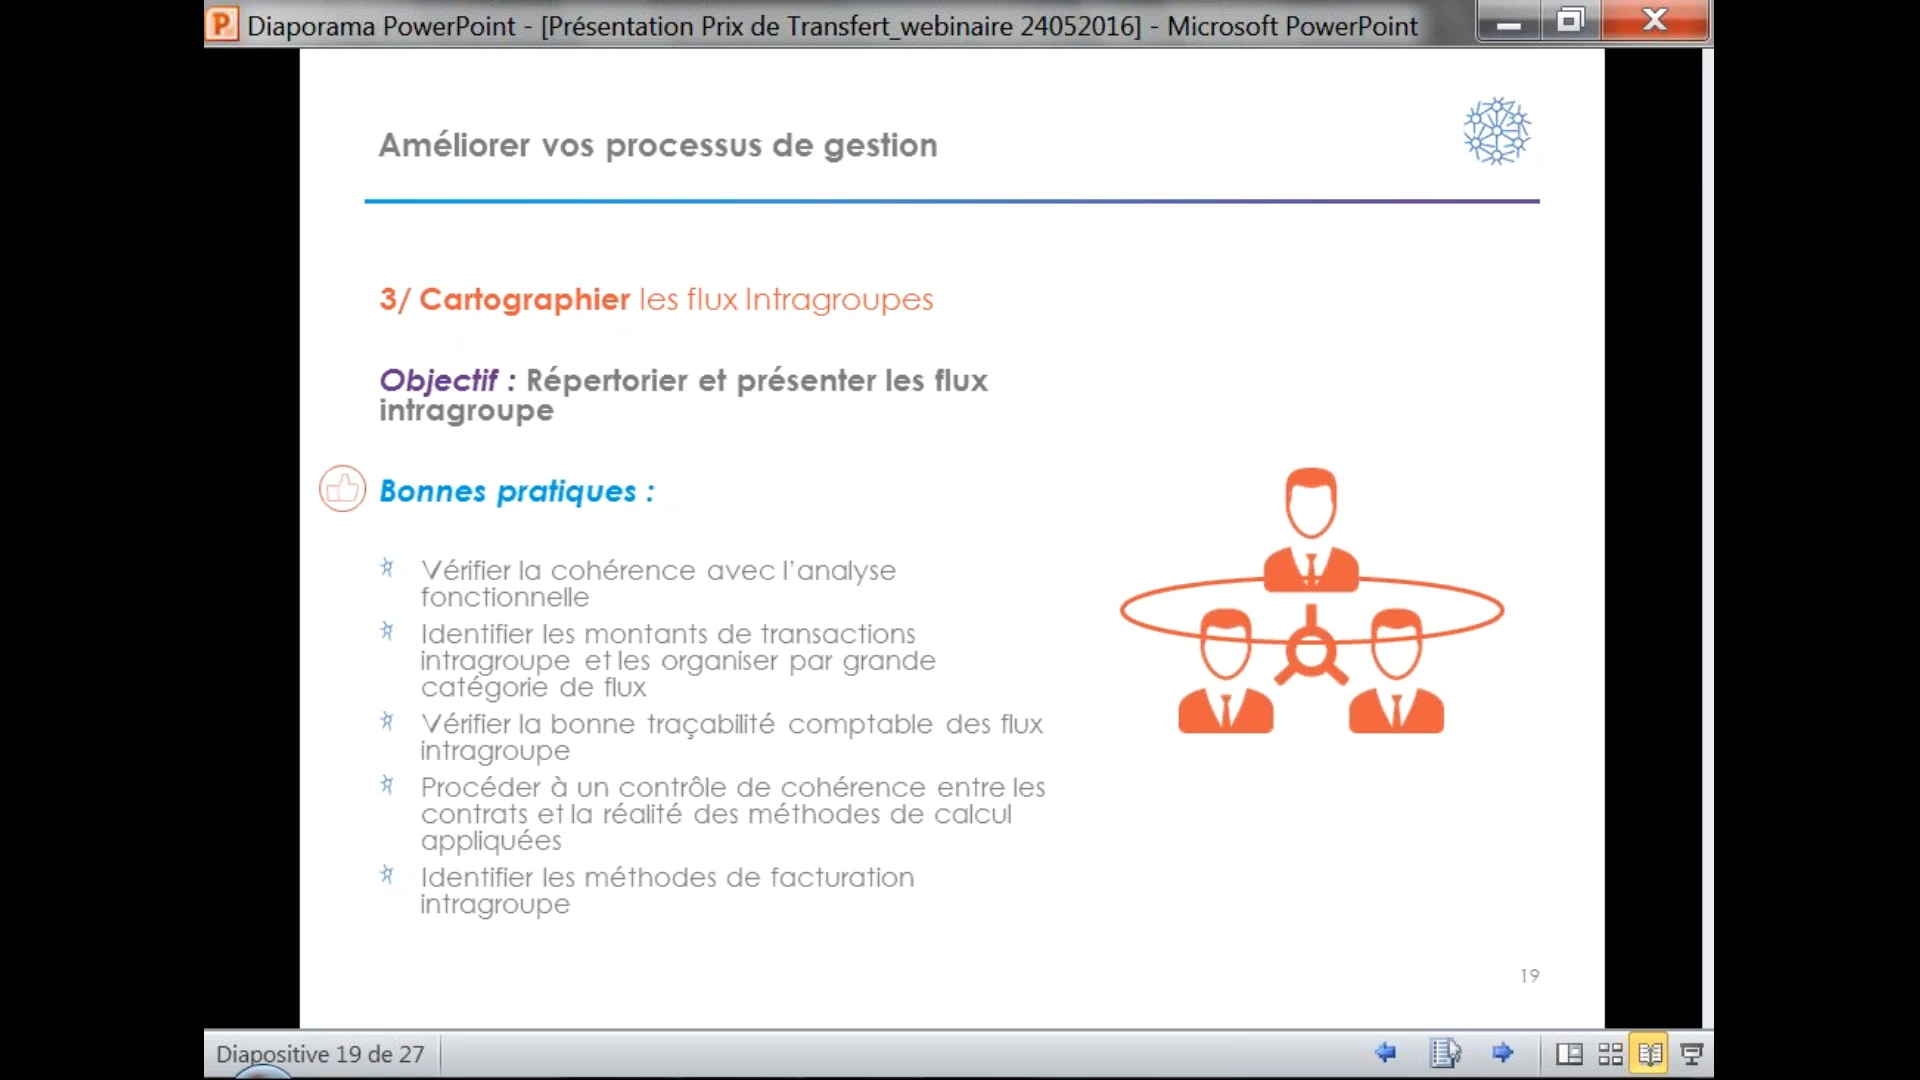 Diaporama PowerPoint - [Présentation Prix de Transfert_webinaire 24052016] - Microsoft PowerPoint
Améliorer vos processus de gestion
3/ Cartographier les flux Intragroupes
Objectif : Répertorier et présenter les flux
intragroupe
Bonnes pratiques :
Vérifier la cohérence avec l'analyse
fonctionnelle
Identifier les montants de transactions
intragroupe et les organiser par grande
catégorie de flux
Vérifier la bonne traçabilité comptable des flux
intragroupe
Procéder à un contrôle de cohérence entre les
contrats et la réalité des méthodes de calcul
appliquées
Identifier les méthodes de facturation
intragroupe
19
Diapositive 19 de 27